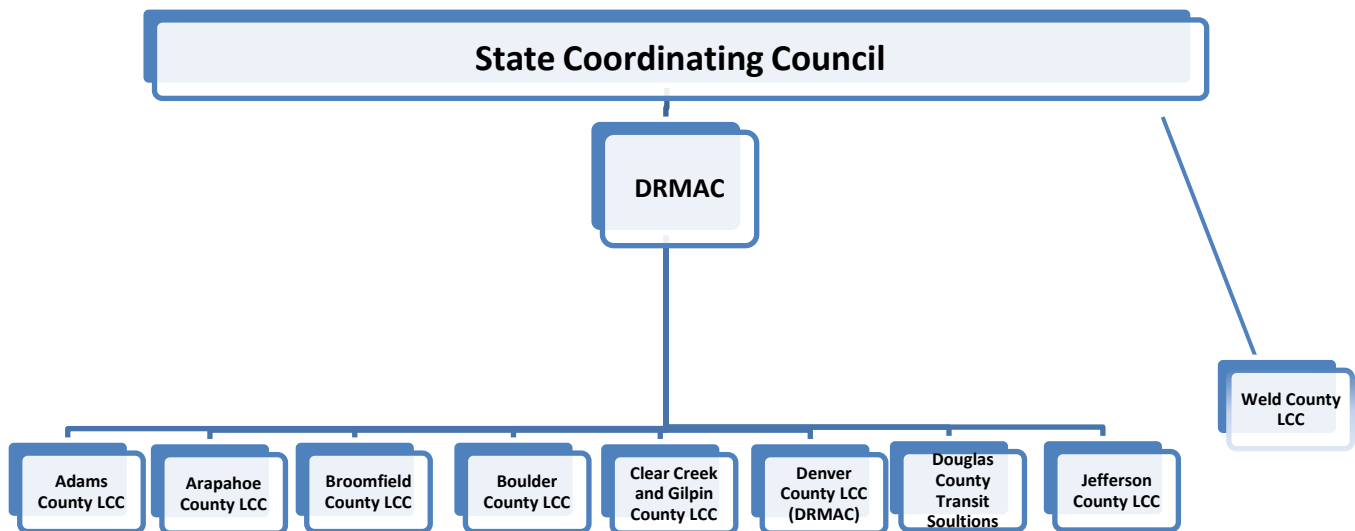 State Coordinating Council
DRMAC
Weld County
LCC
Adams
County LCC
Arapahoe
County LCC
Broomfield
County LCC
Boulder
County LCC
Clear Creek
and Gilpin
County LCC
Denver
County LCC
(DRMAC)
Douglas
County
Transit
Soultions
Jefferson
County LCC